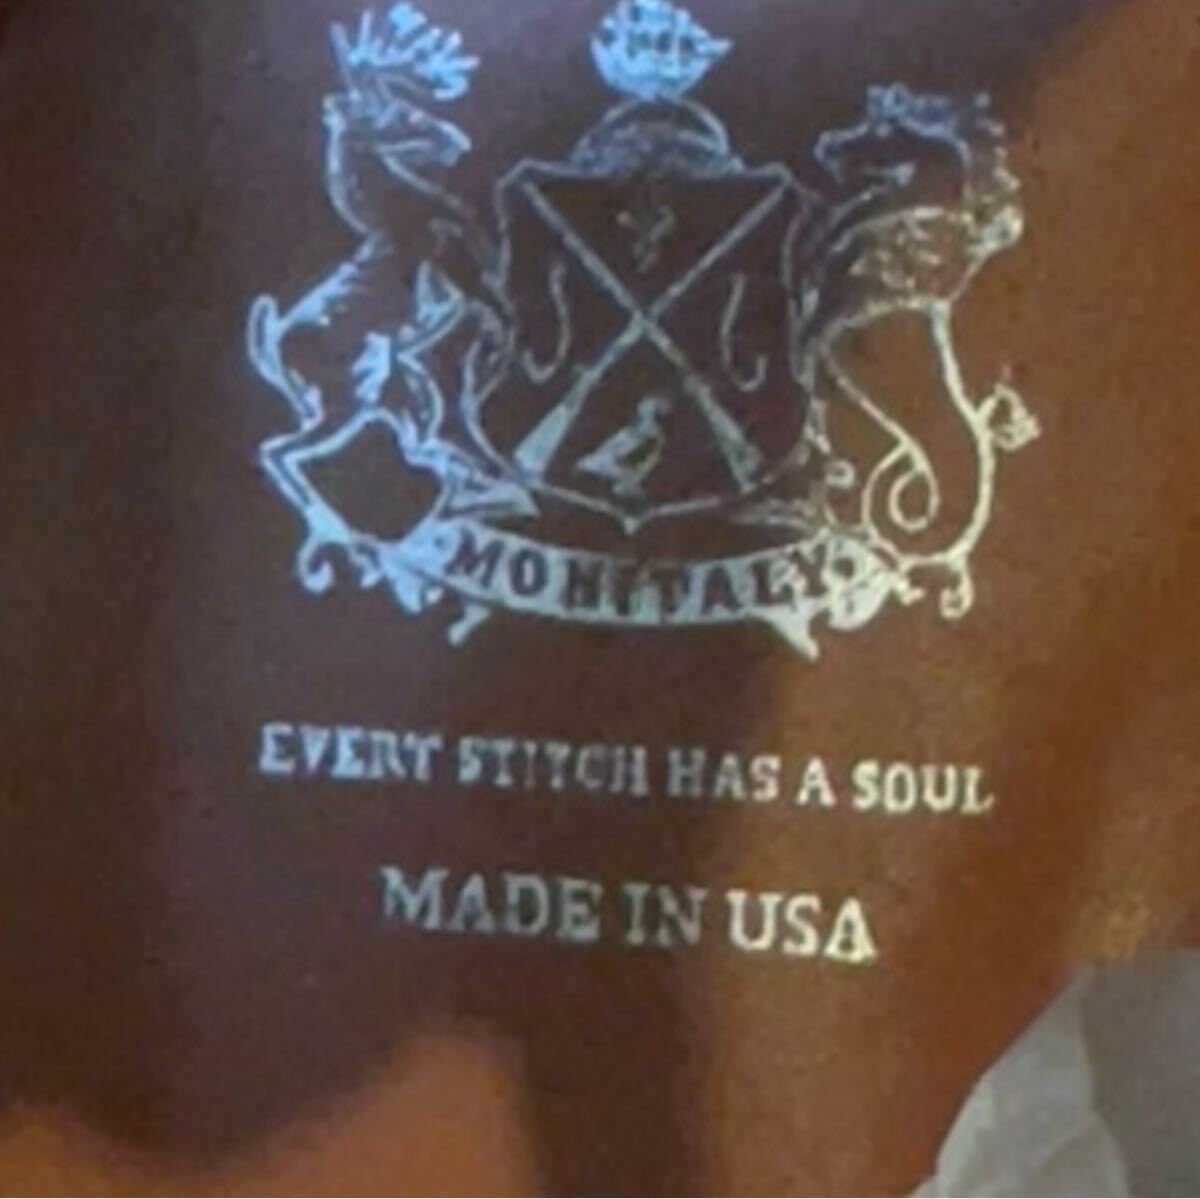 MONITALY
EVERY STITCH HAS A SOUL
MADE IN USA